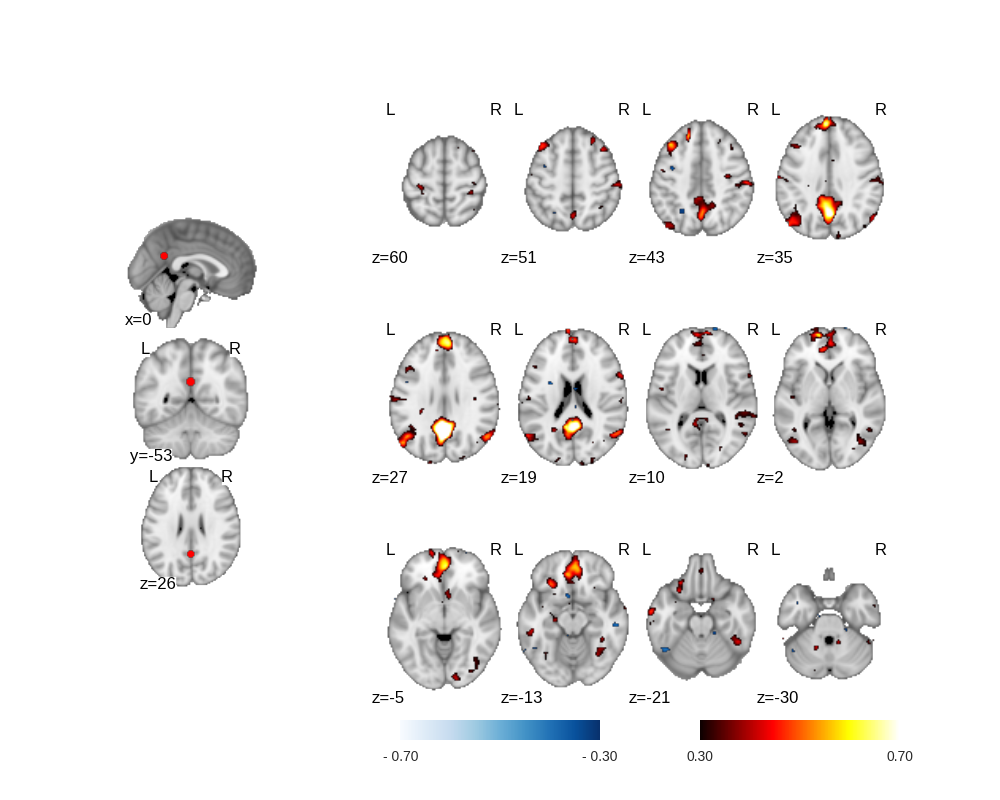 L R L R L R L R
z=60 z=51 z=43 z=35
x=0
L R L R L R L R
L R
y=-53
L R
z=27 z=19 z=10 z=2
z=26
L R L R L R L R
z=-5 z=-13 z=-21 z=-30
- 0.70 - 0.30 0.30 0.70